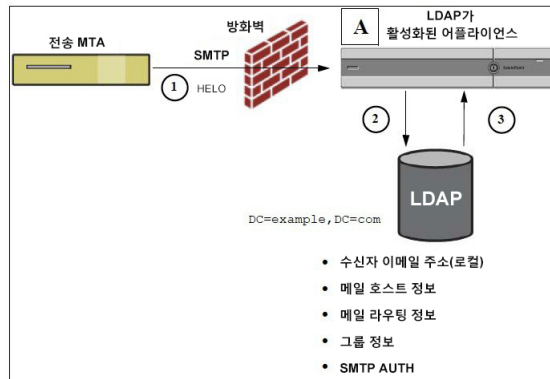 전송 MTA
방화벽
SMTP
1
HELO
A
LDAP가
활성화된 어플라이언스
2
3
LDAP
DC=example,DC=com
• 수신자 이메일 주소(로컬)
• 메일 호스트 정보
• 메일 라우팅 정보
• 그룹 정보
• SMTP AUTH